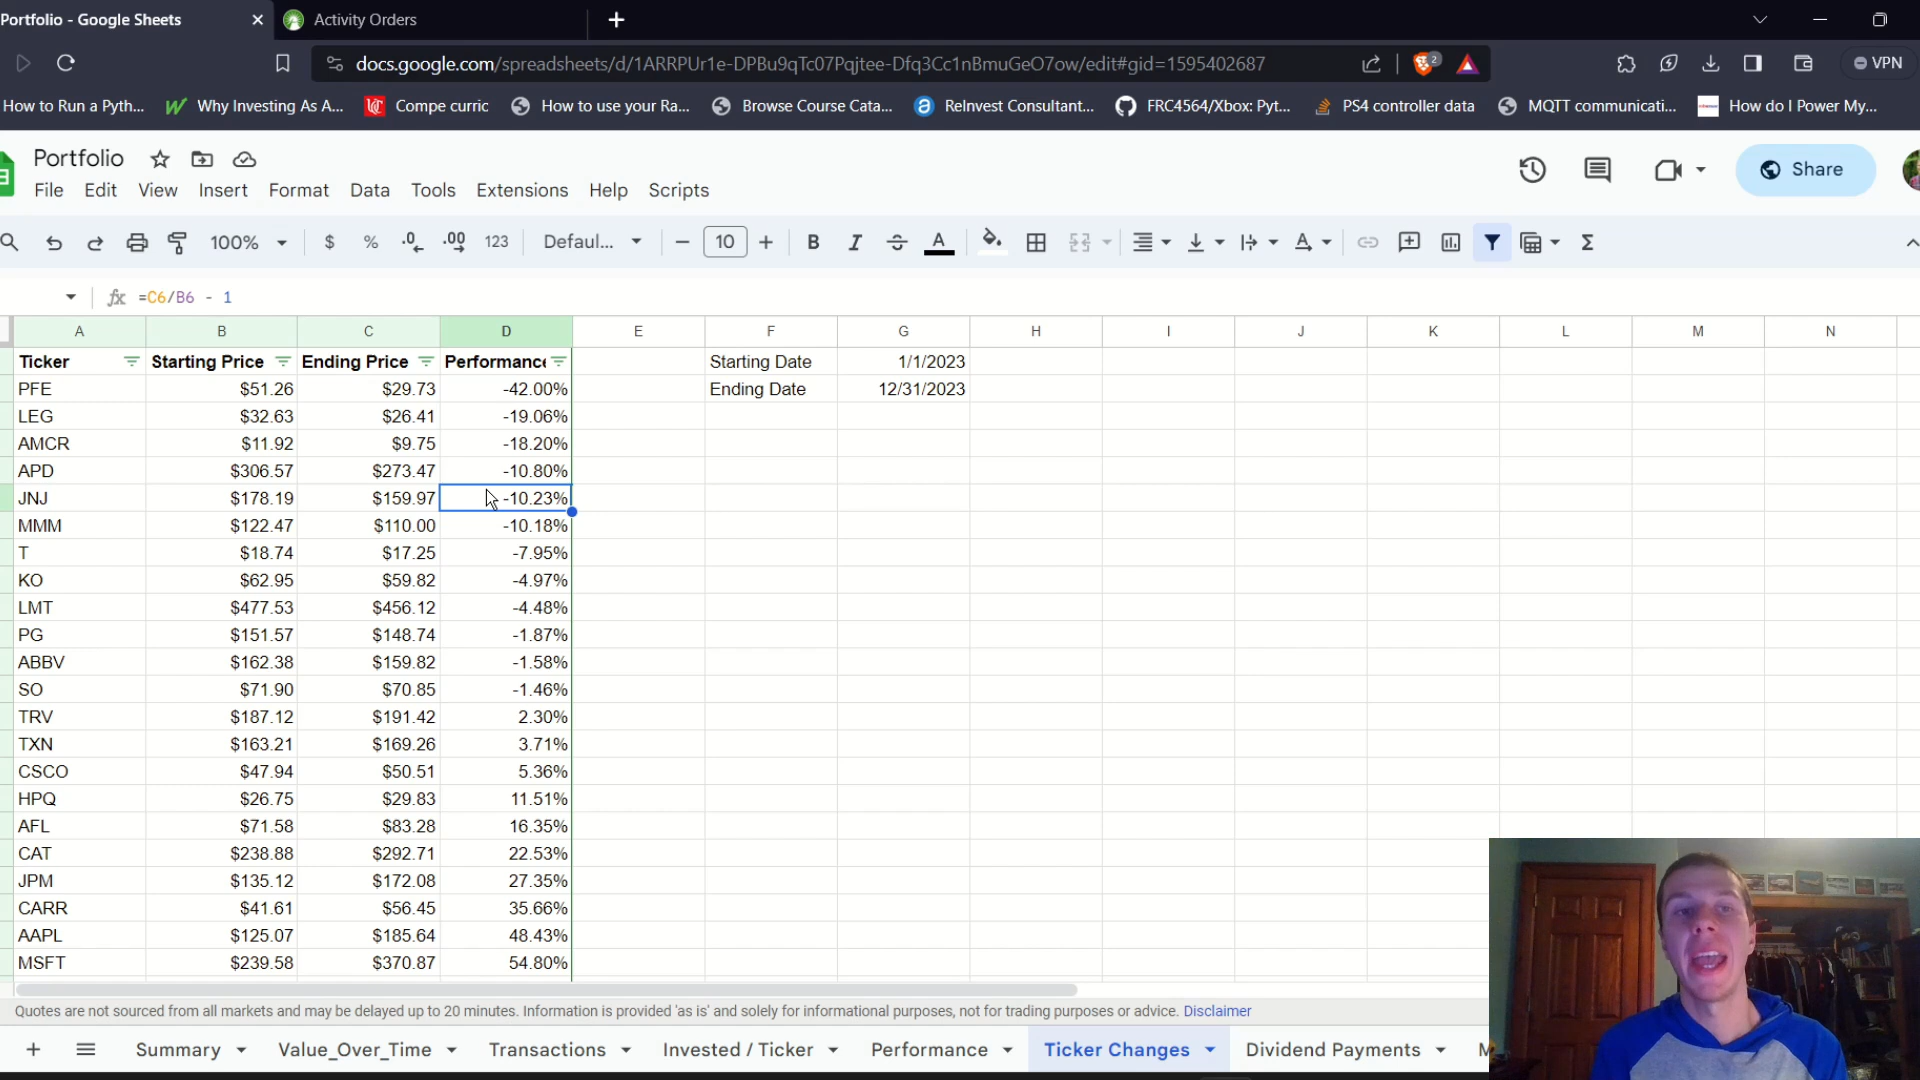 Portfolio - Google Sheets
Activity Orders
docs.google.com/spreadsheets/d/1ARRPUr1e-DPBu9qTc07Pqjtee-Dfq3Cc1nBmuGeO7ow/edit#gid=1595402687
2
VPN
How to Run a Pyth...
Why Investing As A...
Compe curric
How to use your Ra...
Browse Course Cata...
ReInvest Consultant...
FRC4564/Xbox: Pyt...
PS4 controller data
MQTT communicati...
How do I Power My...
Portfolio
Share
File Edit View Insert Format Data Tools Extensions Help Scripts
100% $ % .0 .00 123 Defaul... 10 B I A
fx =C6/B6 - 1
A B C D E F G H I J K L M N
Ticker Starting Price Ending Price Performance Starting Date 1/1/2023
PFE $51.26 $29.73 -42.00% Ending Date 12/31/2023
LEG $32.63 $26.41 -19.06%
AMCR $11.92 $9.75 -18.20%
APD $306.57 $273.47 -10.80%
JNJ $178.19 $159.97 -10.23%
MMM $122.47 $110.00 -10.18%
T $18.74 $17.25 -7.95%
KO $62.95 $59.82 -4.97%
LMT $477.53 $456.12 -4.48%
PG $151.57 $148.74 -1.87%
ABBV $162.38 $159.82 -1.58%
SO $71.90 $70.85 -1.46%
TRV $187.12 $191.42 2.30%
TXN $163.21 $169.26 3.71%
CSCO $47.94 $50.51 5.36%
HPQ $26.75 $29.83 11.51%
AFL $71.58 $83.28 16.35%
CAT $238.88 $292.71 22.53%
JPM $135.12 $172.08 27.35%
CARR $41.61 $56.45 35.66%
AAPL $125.07 $185.64 48.43%
MSFT $239.58 $370.87 54.80%
Quotes are not sourced from all markets and may be delayed up to 20 minutes. Information is provided 'as is' and solely for informational purposes, not for trading purposes or advice. Disclaimer
Summary Value_Over_Time Transactions Invested / Ticker Performance Ticker Changes Dividend Payments